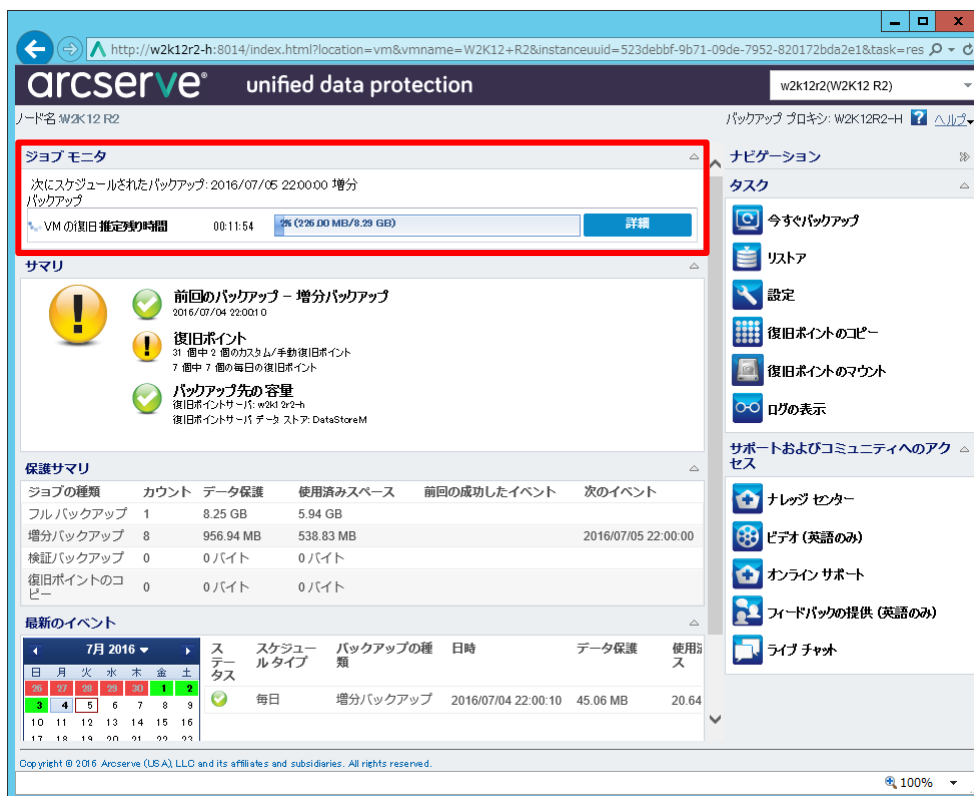 http://w2k12r2-h:8014/index.html?location=vm&vmname=W2K12+R2&instanceuuid=523debbf-9b71-09de-7952-820172bda2e1&task=res
arcserve® unified data protection
w2k12r2(W2K12 R2)
ノード名:W2K12 R2
バックアップ プロキシ: W2K12R2-H ? ヘルプ
ジョブ モニタ
次にスケジュールされたバックアップ: 2016/07/05 22:00:00 増分
バックアップ
VM の復旧 推定残り時間 00:11:54 2% (226.00 MB/8.29 GB) 詳細
サマリ
前回のバックアップ - 増分バックアップ
2016/07/04 22:00:10
復旧ポイント
31 個中 2 個のカスタム/手動復旧ポイント
7 個中 7 個の毎日の復旧ポイント
バックアップ先の容量
復旧ポイントサーバ: w2k12r2-h
復旧ポイントサーバ データ ストア: DataStoreM
保護サマリ
ジョブの種類 カウント データ保護 使用済みスペース 前回の成功したイベント 次のイベント
フル バックアップ 1 8.25 GB 5.94 GB
増分バックアップ 8 956.94 MB 538.83 MB 2016/07/05 22:00:00
検証バックアップ 0 0 バイト 0 バイト
復旧ポイントのコ
ピー 0 0 バイト 0 バイト
最新のイベント
7月 2016
日 月 火 水 木 金 土
26 27 28 29 30 1 2
3 4 5 6 7 8 9
10 11 12 13 14 15 16
17 18 19 20 21 22 23
ス
テー
タス
スケジュー
ル タイプ
バックアップの種
類
日時
データ保護
使用済
ス
毎日 増分バックアップ 2016/07/04 22:00:10 45.06 MB 20.64
ナビゲーション
タスク
今すぐバックアップ
リストア
設定
復旧ポイントのコピー
復旧ポイントのマウント
ログの表示
サポートおよびコミュニティへのアク
セス
ナレッジ センター
ビデオ (英語のみ)
オンライン サポート
フィードバックの提供 (英語のみ)
ライブ チャット
Copyright © 2016 Arcserve (USA), LLC and its affiliates and subsidiaries. All rights reserved.
100%